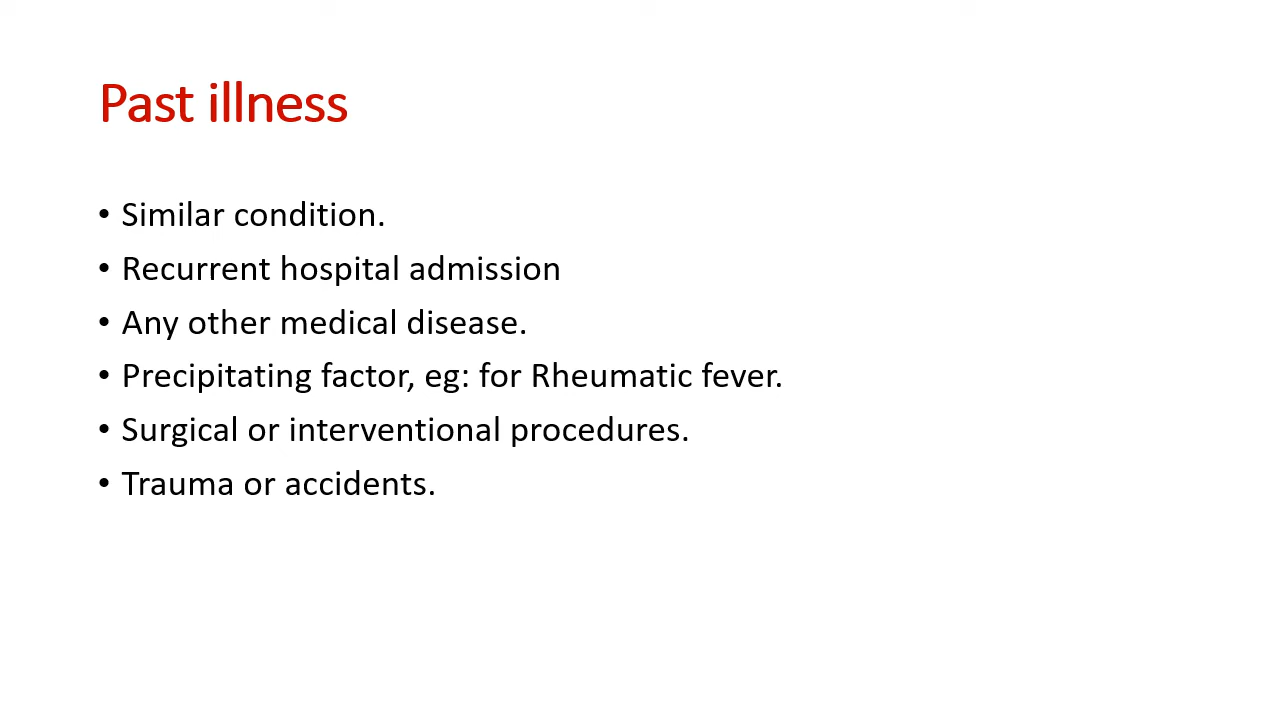 Past illness
• Similar condition.
• Recurrent hospital admission
• Any other medical disease.
• Precipitating factor, eg: for Rheumatic fever.
• Surgical or interventional procedures.
• Trauma or accidents.